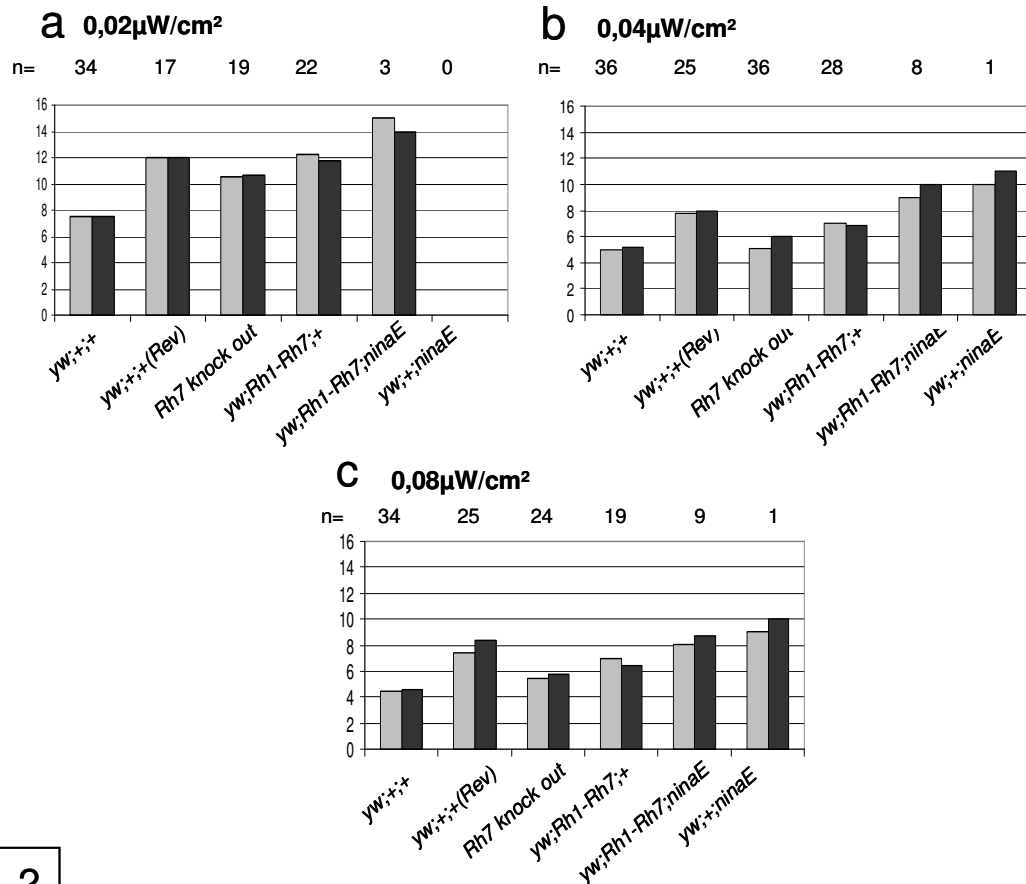 a 0,02µW/cm²
n= 34 17 19 22 3 0
16
14
12
10
8
6
4
2
0
yw;+;+
yw;+;+(Rev)
Rh7 knock out
yw;Rh1-Rh7;+
yw;Rh1-Rh7;ninaE
yw;+;ninaE
b 0,04µW/cm²
n= 36 25 36 28 8 1
16
14
12
10
8
6
4
2
0
yw;+;+
yw;+;+(Rev)
Rh7 knock out
yw;Rh1-Rh7;+
yw;Rh1-Rh7;ninaE
yw;+;ninaE
c 0,08µW/cm²
n= 34 25 24 19 9 1
16
14
12
10
8
6
4
2
0
yw;+;+
yw;+;+(Rev)
Rh7 knock out
yw;Rh1-Rh7;+
yw;Rh1-Rh7;ninaE
yw;+;ninaE